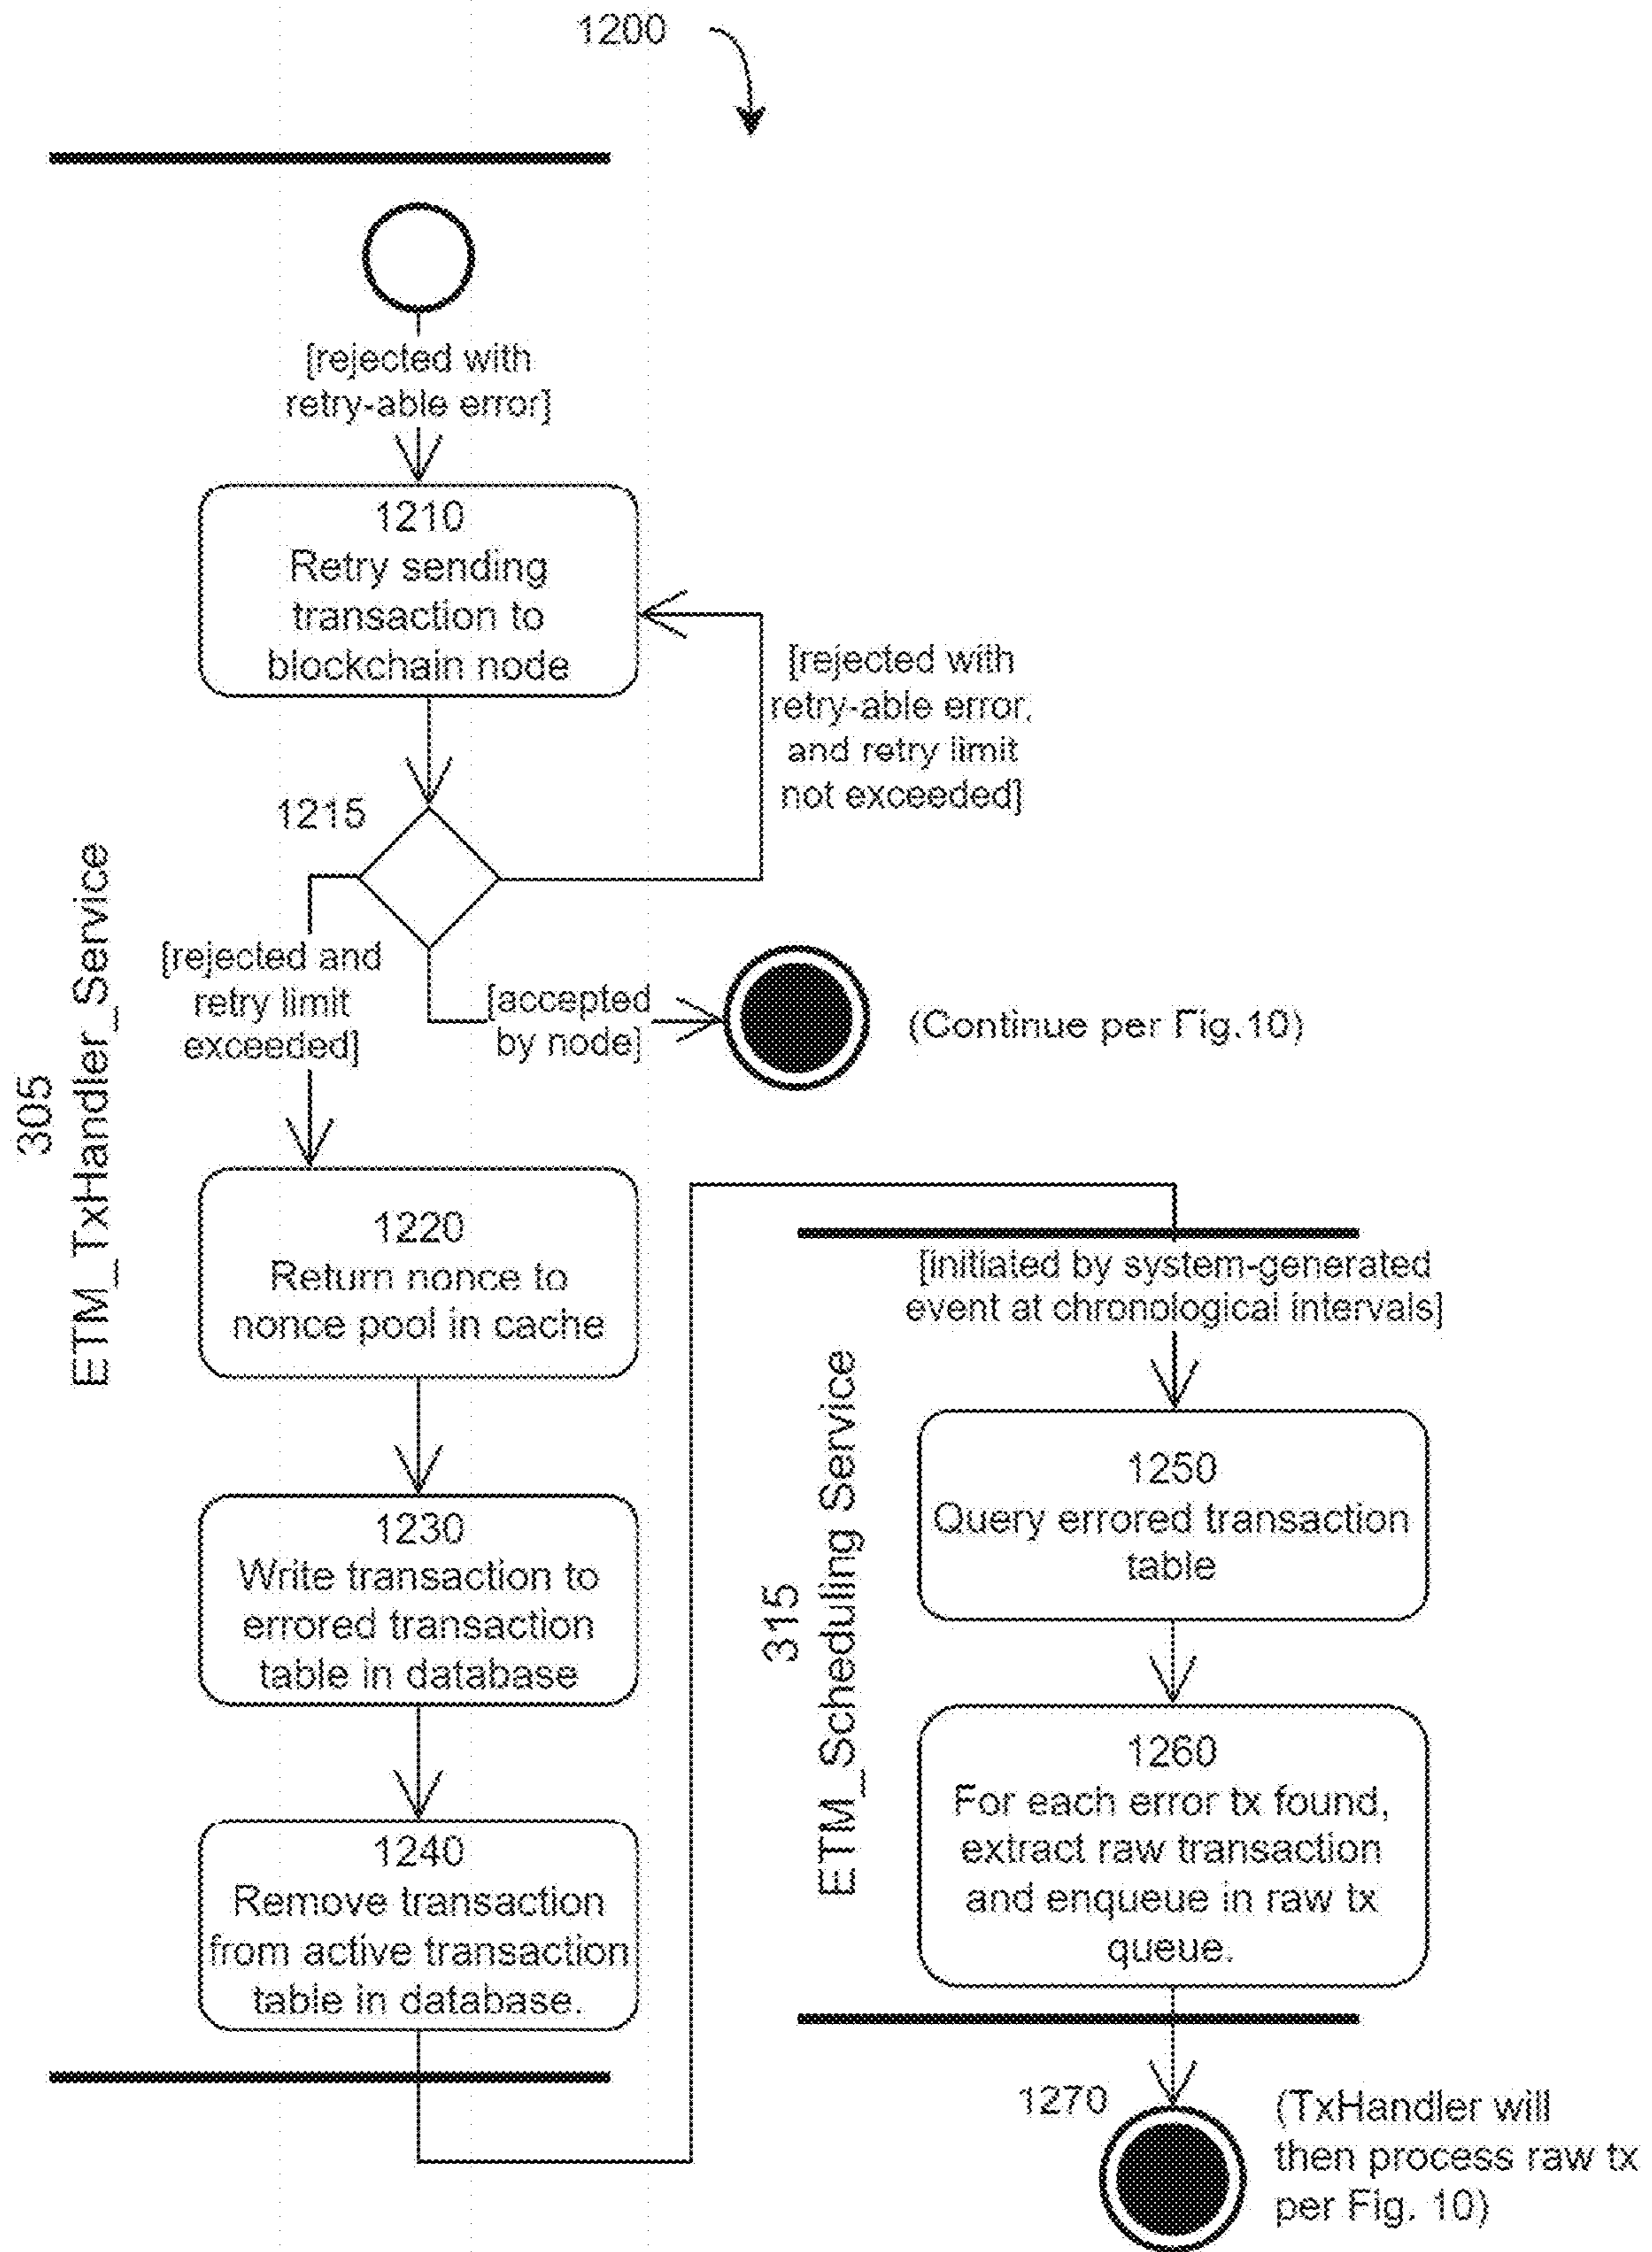 1200
[rejected with
retry-able error]
1210
Retry sending
transaction to
blockchain node
[rejected with
retry-able error,
and retry limit
not exceeded]
1215
[rejected and
retry limit
exceeded]
[accepted
by node]
(Continue per Fig.10)
305
ETM_TxHandler_Service
1220
Return nonce to
nonce pool in cache
1230
Write transaction to
errored transaction
table in database
1240
Remove transaction
from active transaction
table in database.
[initiated by system-generated
event at chronological intervals]
315
ETM_Scheduling Service
1250
Query errored transaction
table
1260
For each error tx found,
extract raw transaction
and enqueue in raw tx
queue.
1270
(TxHandler will
then process raw tx
per Fig. 10)